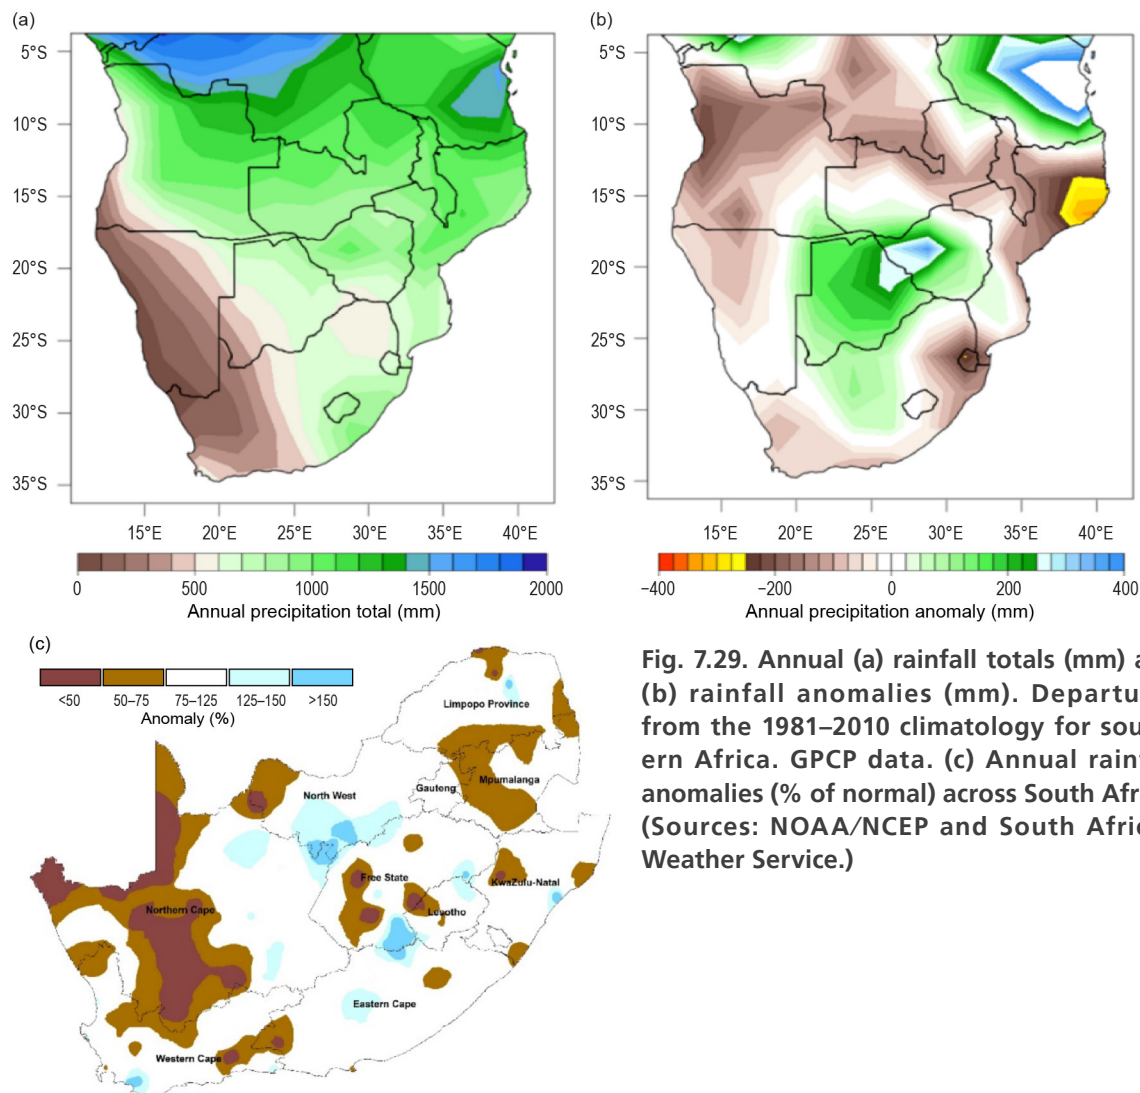 (a)
(b)
5°S
10°S
15°S
20°S
25°S
30°S
35°S
15°E 20°E 25°E 30°E 35°E 40°E
0 500 1000 1500 2000
Annual precipitation total (mm)
5°S
10°S
15°S
20°S
25°S
30°S
35°S
15°E 20°E 25°E 30°E 35°E 40°E
−400 −200 0 200 400
Annual precipitation anomaly (mm)
(c)
<50 50–75 75–125 125–150 >150
Anomaly (%)
Limpopo Province
Mpumalanga
Gauteng
North West
Free State
KwaZulu-Natal
Northern Cape
Lesotho
Eastern Cape
Western Cape
Fig. 7.29. Annual (a) rainfall totals (mm) a
(b) rainfall anomalies (mm). Departu
from the 1981–2010 climatology for sou
ern Africa. GPCP data. (c) Annual rain
anomalies (% of normal) across South Afr
(Sources: NOAA/NCEP and South Afric
Weather Service.)